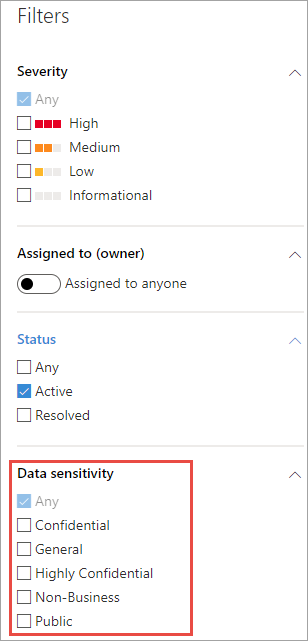 Filters
Severity
Any
High
Medium
Low
Informational
Assigned to (owner)
Assigned to anyone
Status
Any
Active
Resolved
Data sensitivity
Any
Confidential
General
Highly Confidential
Non-Business
Public